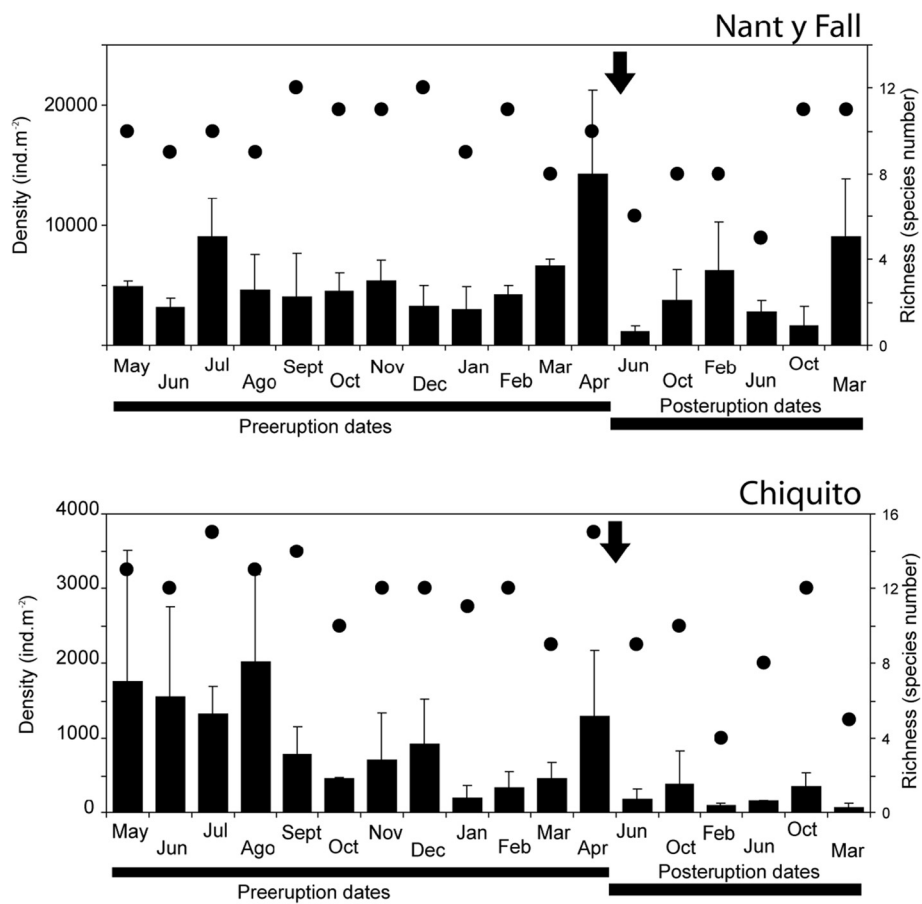 Nant y Fall
Density (ind.m-2)
20000
10000
12
8
4
0
Richness (species number)
May Jun Jul Ago Sept Oct Nov Dec Jan Feb Mar Apr Jun Oct Feb Jun Oct Mar
Preeruption dates
Posteruption dates
Chiquito
Density (ind.m-2)
4000
3000
2000
1000
0
16
12
8
4
0
Richness (species number)
May Jun Jul Ago Sept Oct Nov Dec Jan Feb Mar Apr Jun Oct Feb Jun Oct Mar
Preeruption dates
Posteruption dates